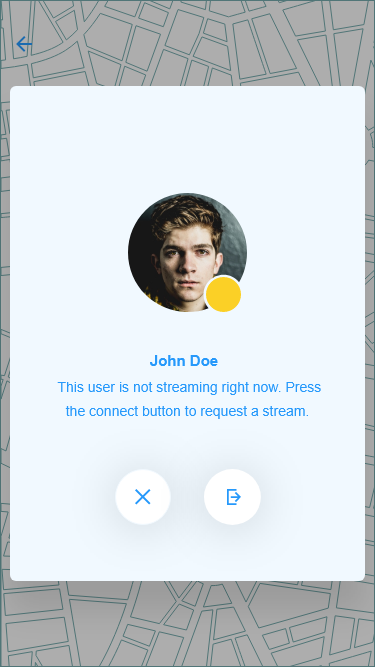 John Doe
This user is not streaming right now. Press
the connect button to request a stream.